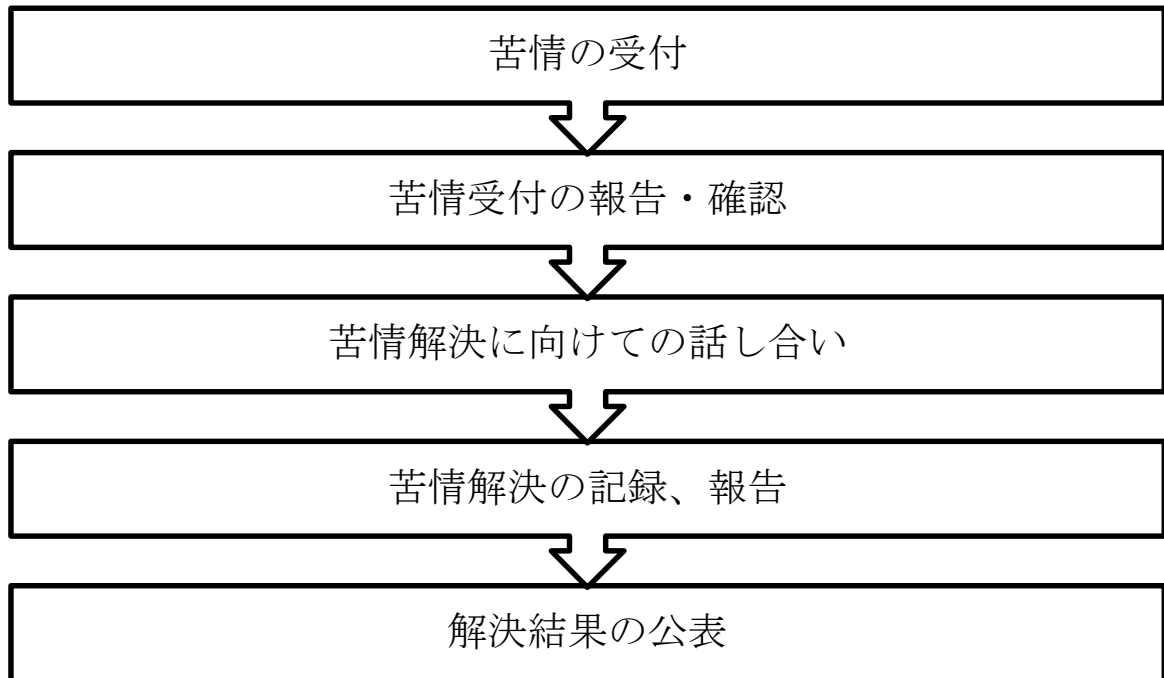 苦情の受付
苦情受付の報告・確認
苦情解決に向けての話し合い
苦情解決の記録、報告
解決結果の公表